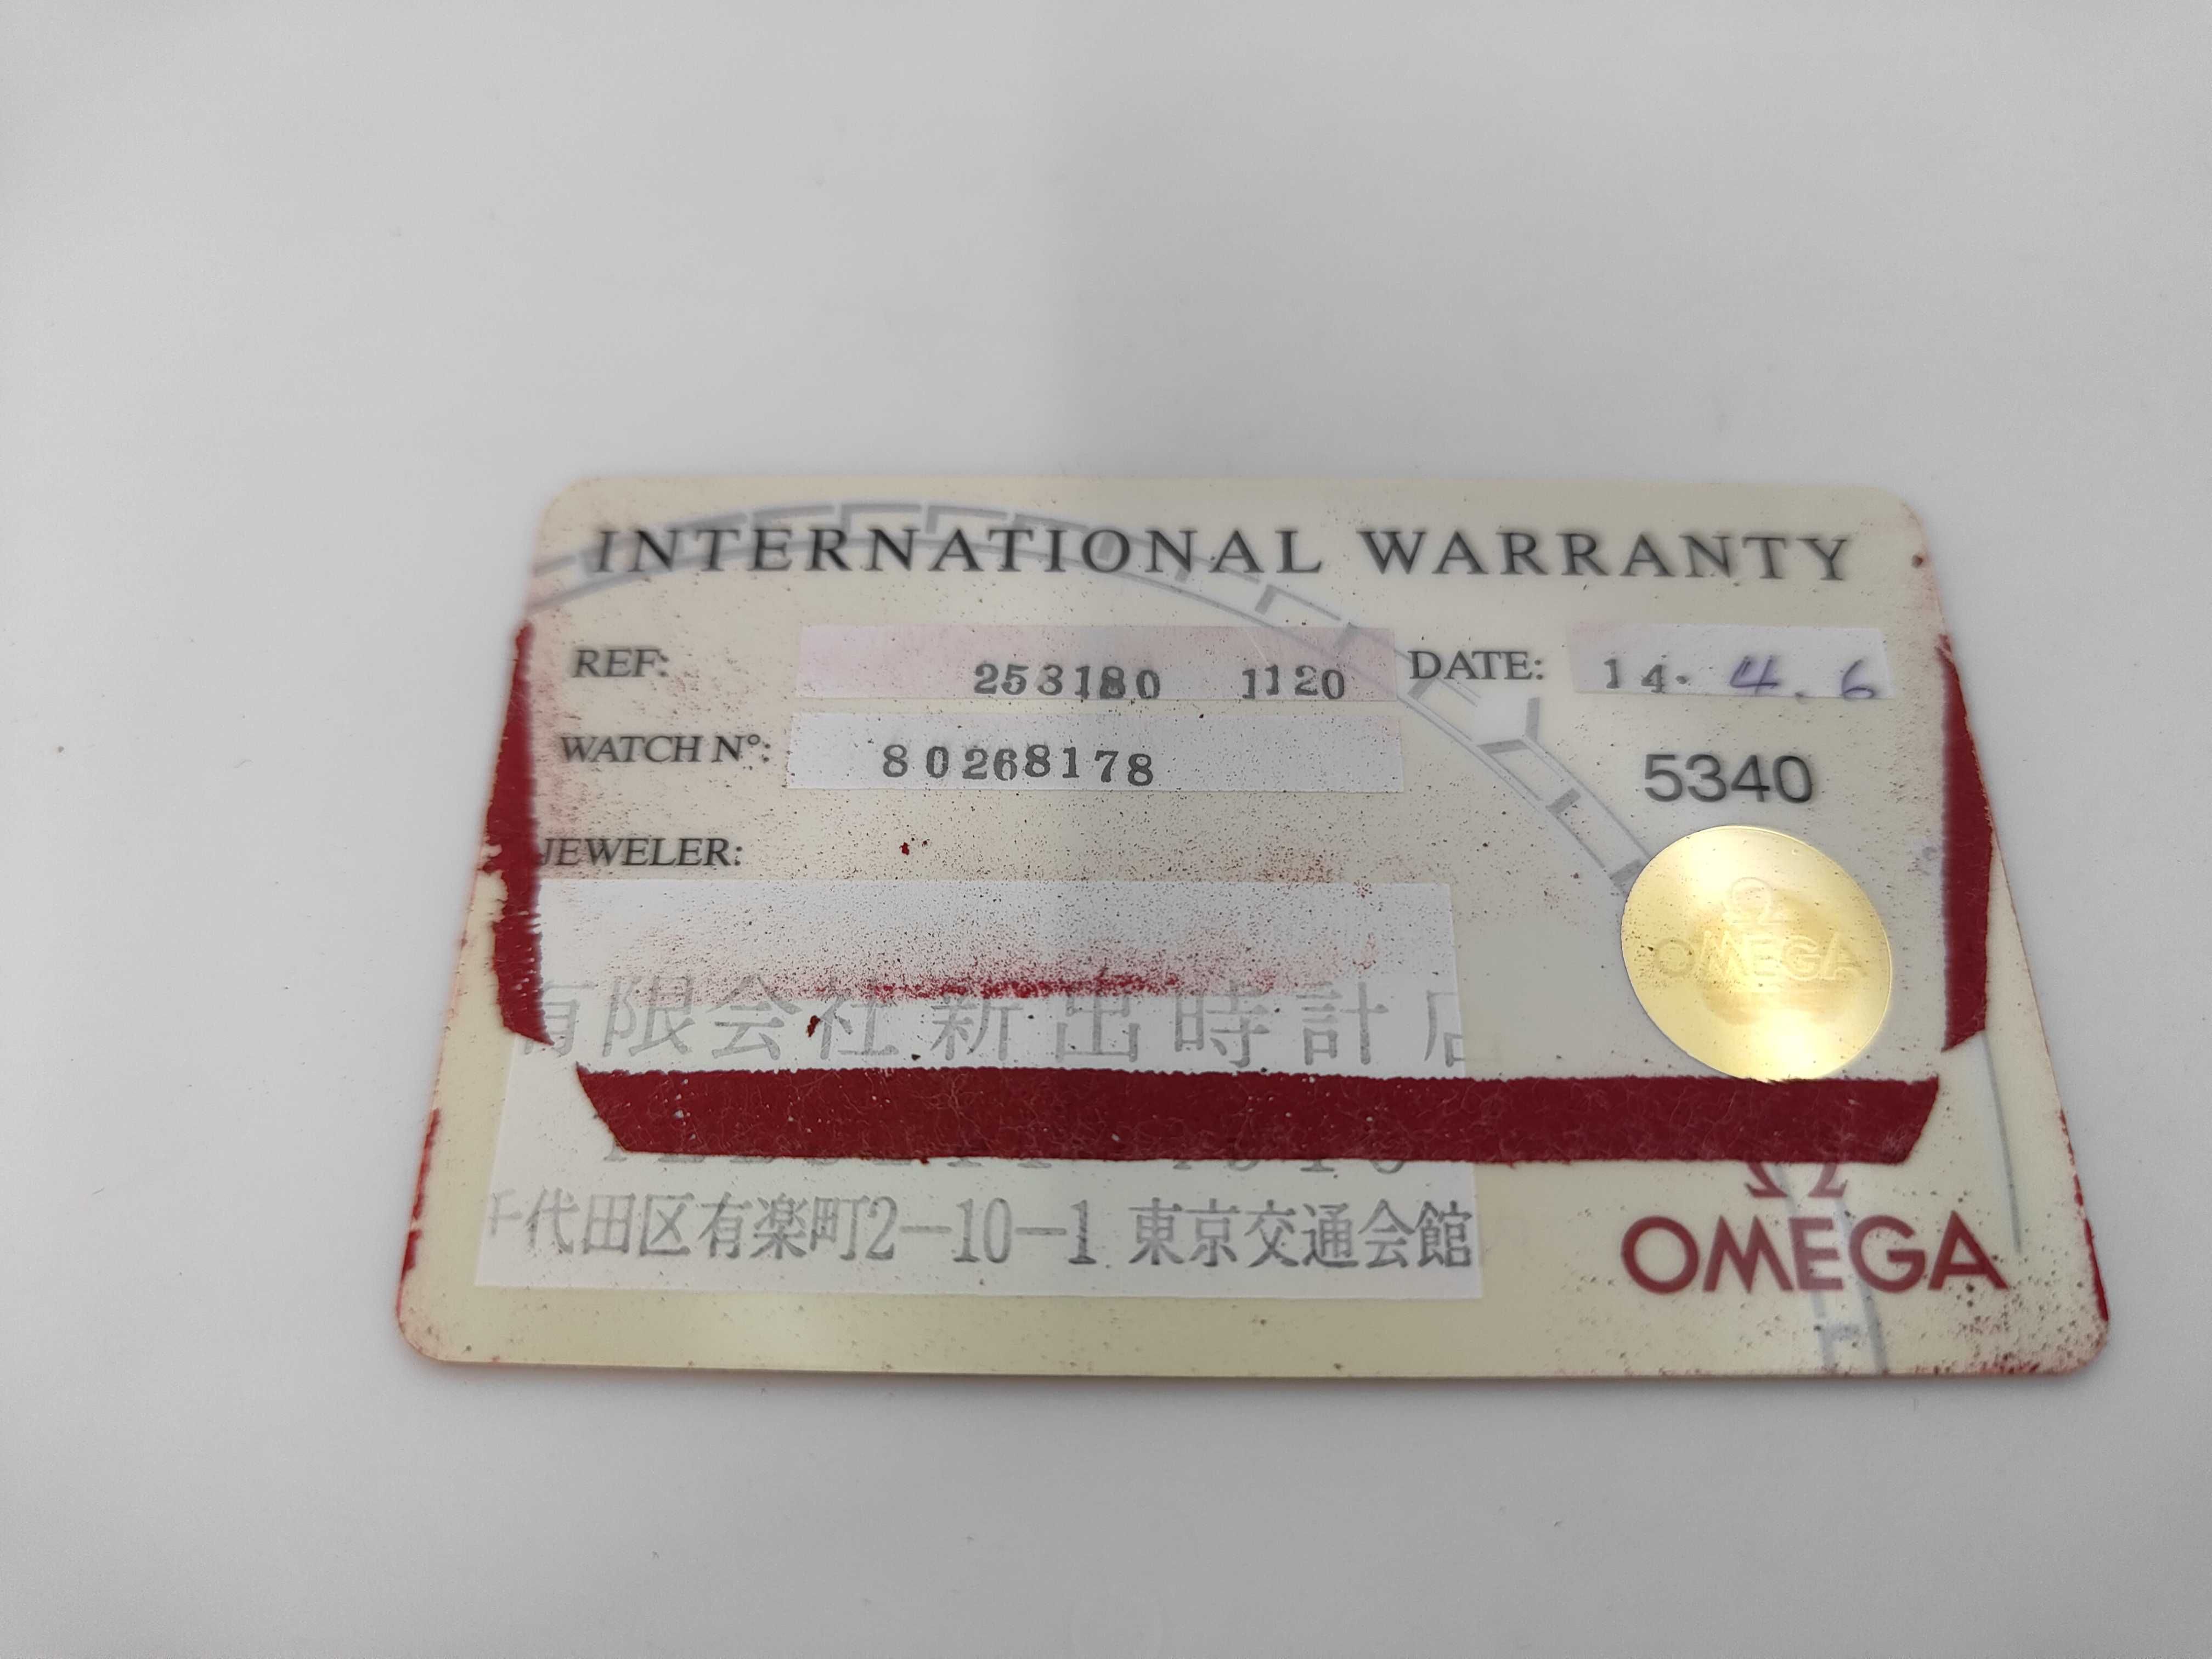 INTERNATIONAL WARRANTY
REF: 253180 1120 DATE: 14. 4. 6
WATCH Nº: 80268178
5340
JEWELER:
Ω
OMEGA
有限会社新出時計店
千代田区有楽町2-10-1 東京交通会館
Ω
OMEGA